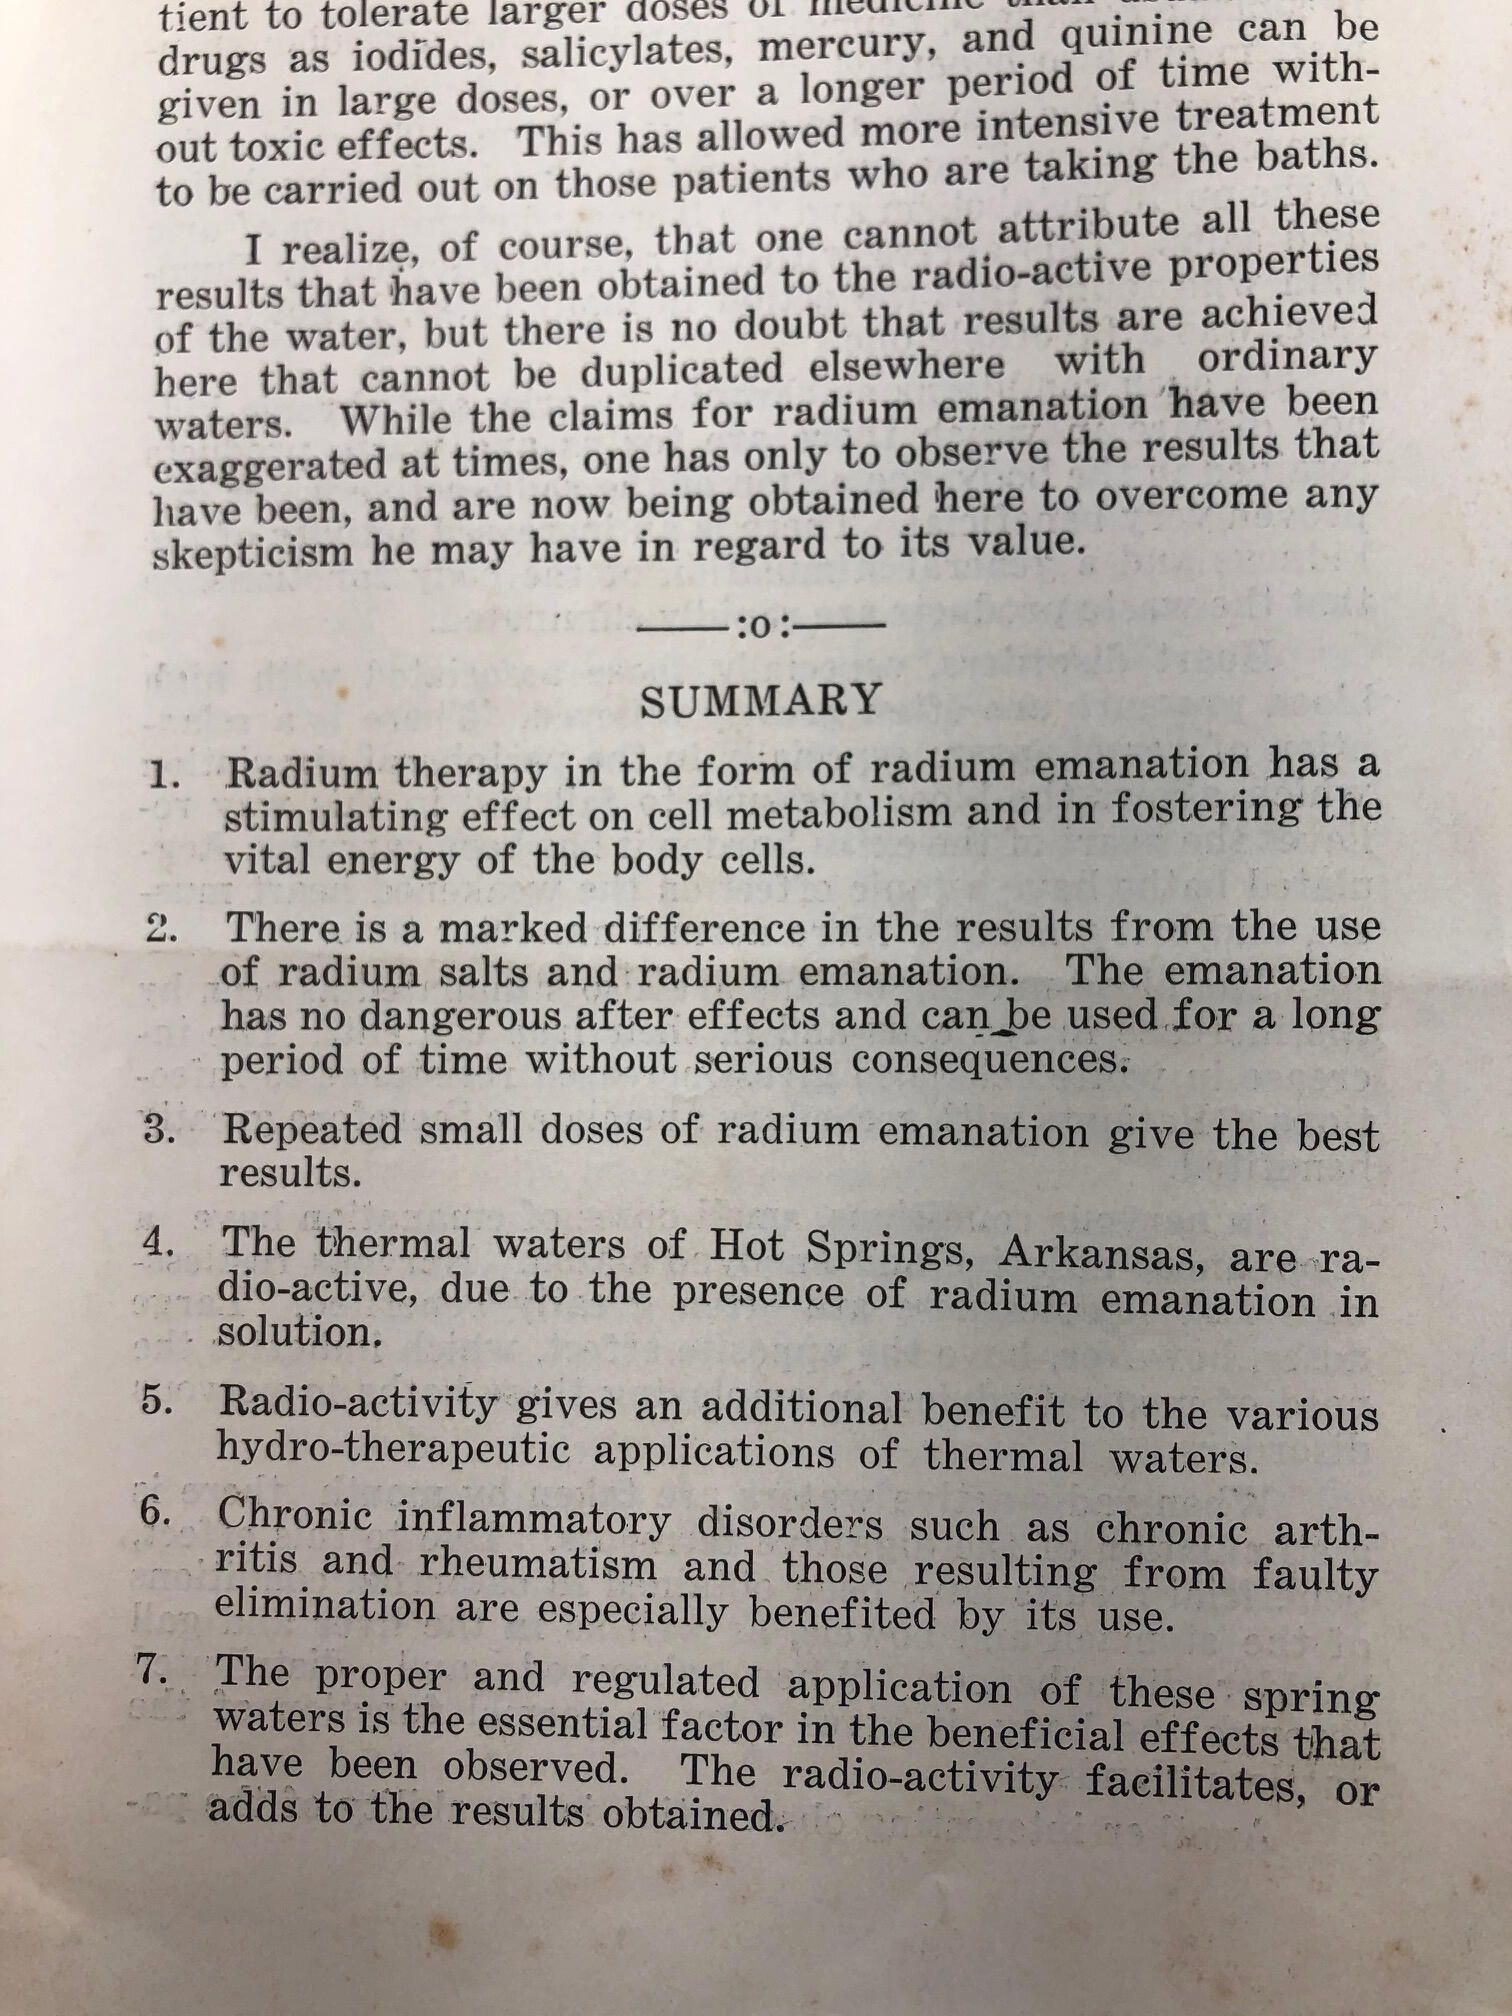 tient to tolerate larger doses of medicine than
drugs as iodides, salicylates, mercury, and quinine can be
given in large doses, or over a longer period of time with-
out toxic effects. This has allowed more intensive treatment
to be carried out on those patients who are taking the baths.
I realize, of course, that one cannot attribute all these
results that have been obtained to the radio-active properties
of the water, but there is no doubt that results are achieved
here that cannot be duplicated elsewhere with ordinary
waters. While the claims for radium emanation have been
exaggerated at times, one has only to observe the results that
have been, and are now being obtained here to overcome any
skepticism he may have in regard to its value.
——:o:——
SUMMARY
1. Radium therapy in the form of radium emanation has a
stimulating effect on cell metabolism and in fostering the
vital energy of the body cells.
2. There is a marked difference in the results from the use
of radium salts and radium emanation. The emanation
has no dangerous after effects and can be used for a long
period of time without serious consequences.
3. Repeated small doses of radium emanation give the best
results.
4. The thermal waters of Hot Springs, Arkansas, are ra-
dio-active, due to the presence of radium emanation in
solution.
5. Radio-activity gives an additional benefit to the various
hydro-therapeutic applications of thermal waters.
6. Chronic inflammatory disorders such as chronic arth-
ritis and rheumatism and those resulting from faulty
elimination are especially benefited by its use.
7. The proper and regulated application of these spring
waters is the essential factor in the beneficial effects that
have been observed. The radio-activity facilitates, or
adds to the results obtained.